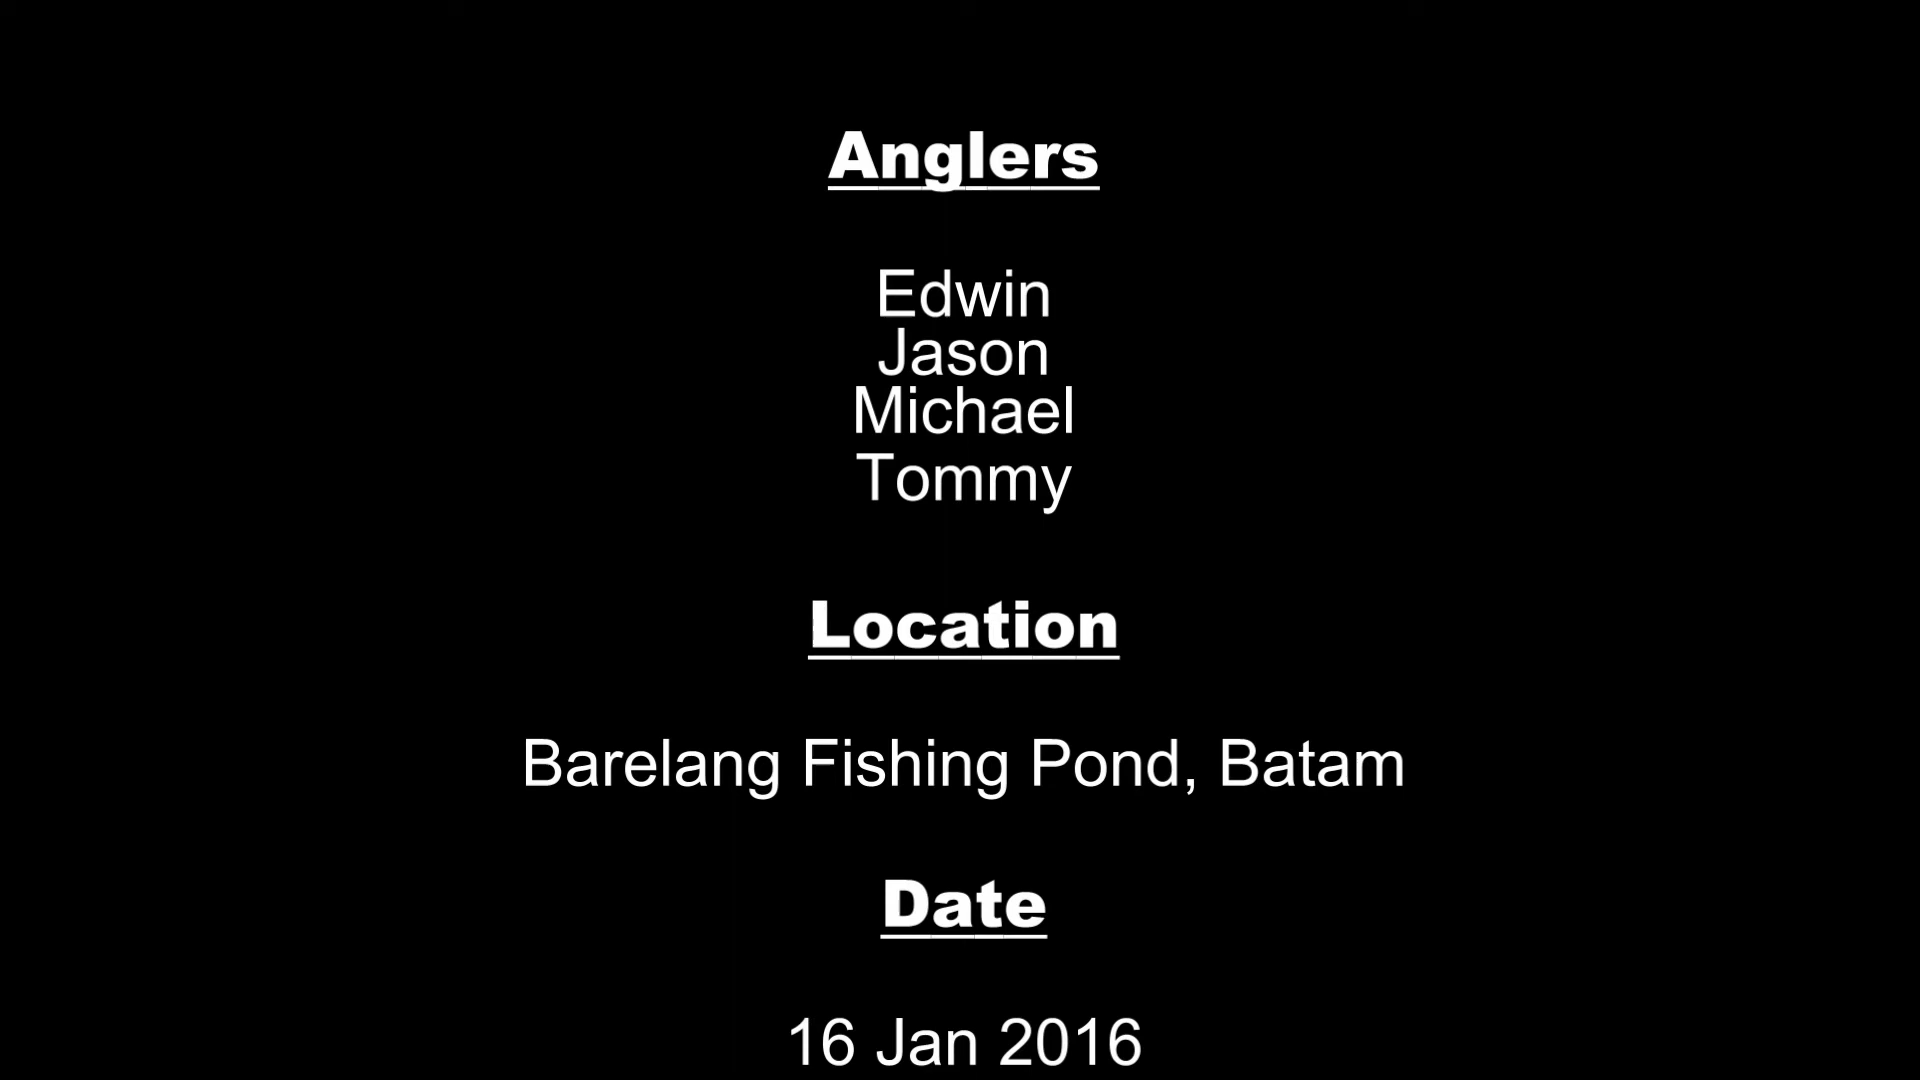 Anglers
Edwin
Jason
Michael
Tommy
Location
Barelang Fishing Pond, Batam
Date
16 Jan 2016